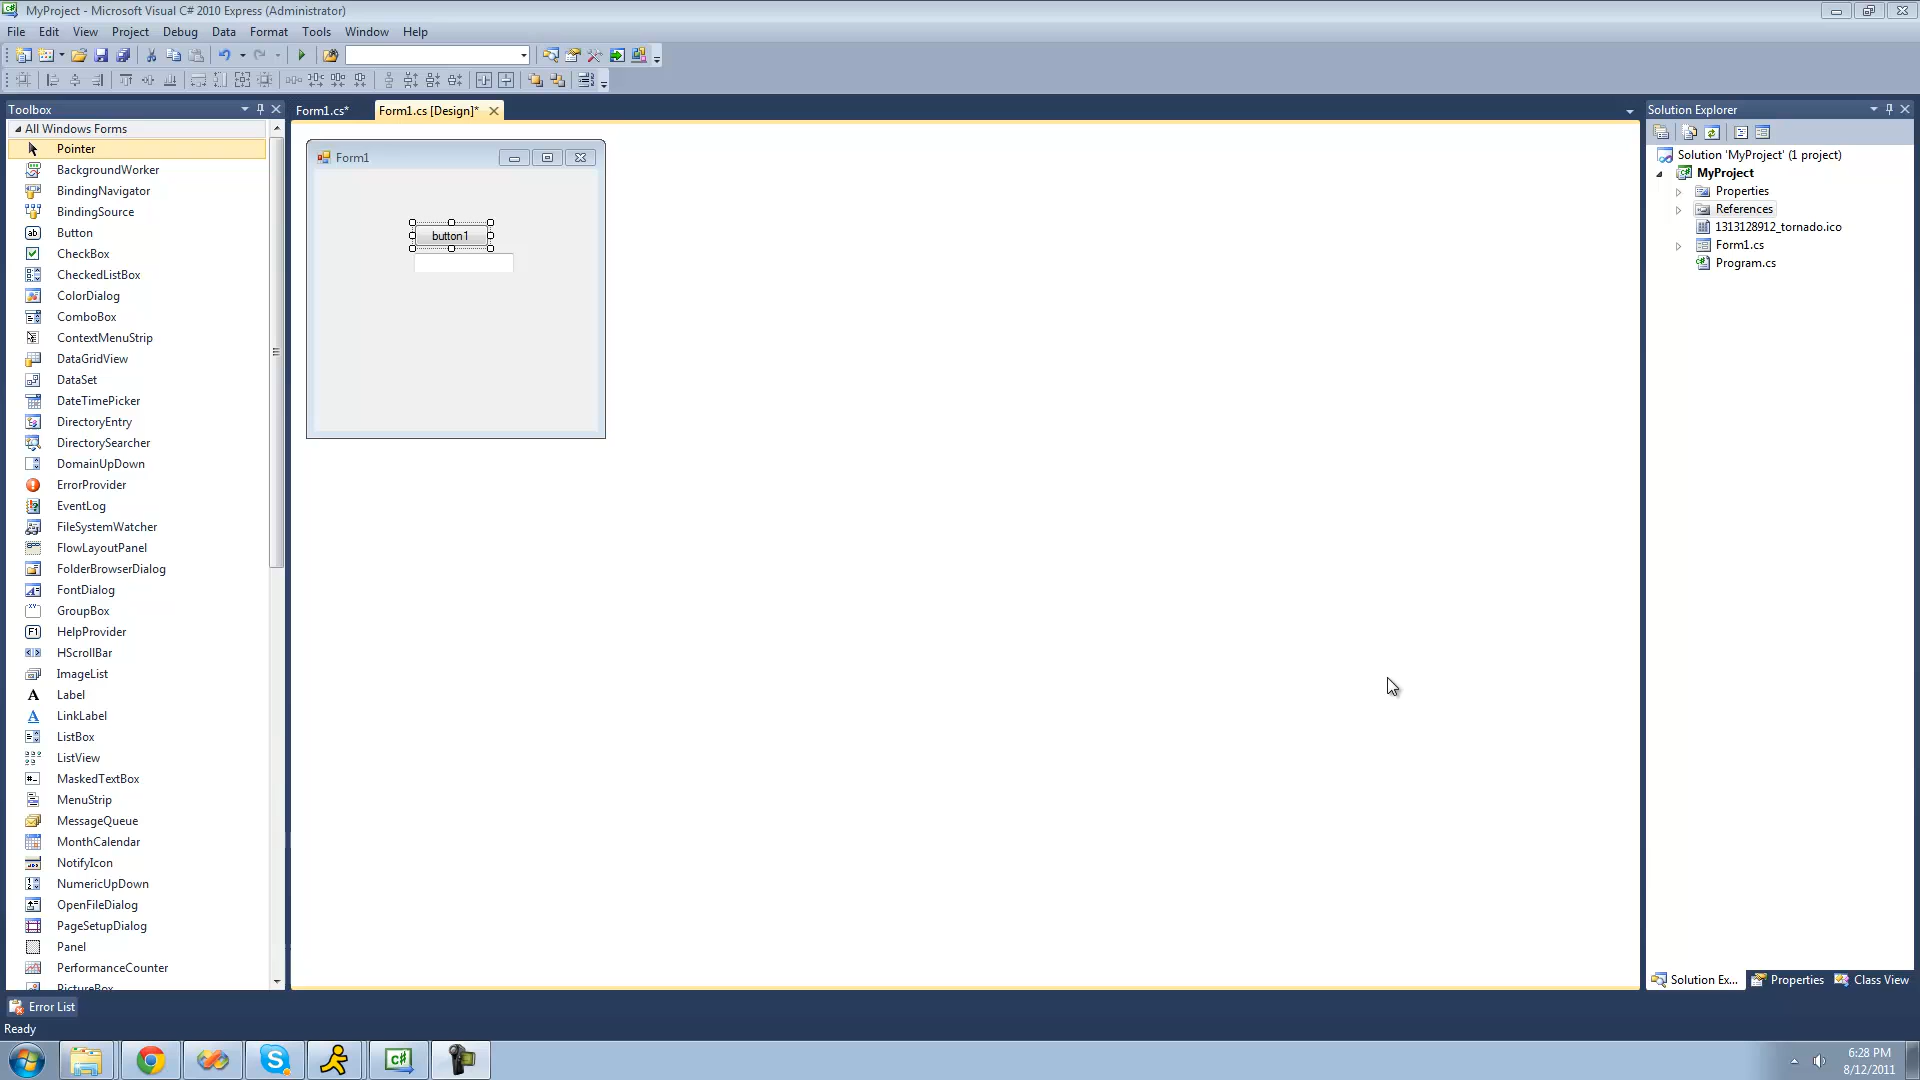 MyProject - Microsoft Visual C# 2010 Express (Administrator)
File Edit View Project Debug Data Format Tools Window Help
Toolbox
Form1.cs*
Form1.cs [Design]*
Solution Explorer
All Windows Forms
Pointer
BackgroundWorker
BindingNavigator
BindingSource
Button
CheckBox
CheckedListBox
ColorDialog
ComboBox
ContextMenuStrip
DataGridView
DataSet
DateTimePicker
DirectoryEntry
DirectorySearcher
DomainUpDown
ErrorProvider
EventLog
FileSystemWatcher
FlowLayoutPanel
FolderBrowserDialog
FontDialog
GroupBox
HelpProvider
HScrollBar
ImageList
Label
LinkLabel
ListBox
ListView
MaskedTextBox
MenuStrip
MessageQueue
MonthCalendar
NotifyIcon
NumericUpDown
OpenFileDialog
PageSetupDialog
Panel
PerformanceCounter
PictureBox
Form1
button1
Solution 'MyProject' (1 project)
MyProject
Properties
References
1313128912_tornado.ico
Form1.cs
Program.cs
Solution Ex...
Properties
Class View
Error List
Ready
6:28 PM
8/12/2011